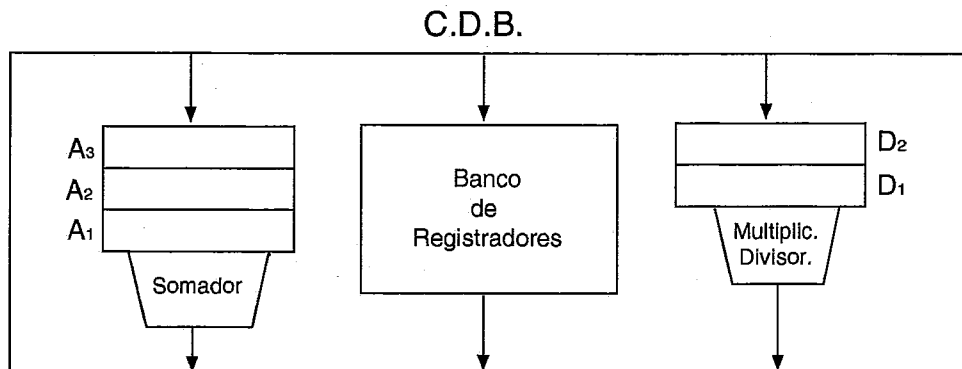 C.D.B.
A₃
A₂
A₁
Somador
Banco
de
Registradores
D₂
D₁
Multiplic.
Divisor.